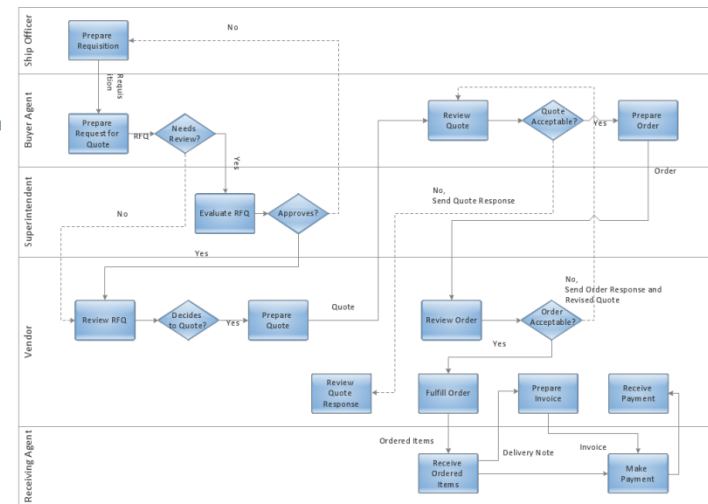 Ship Officer
Prepare
Requisition
No
Requis
ition
Buyer Agent
Prepare
Request for
Quote
RFQ
Needs
Review?
Yes
Review
Quote
Quote
Acceptable?
Yes
Prepare
Order
Superintendent
No
Evaluate RFQ
Approves?
No,
Send Quote Response
Order
Yes
Vendor
Review RFQ
Decides
to Quote?
Yes
Prepare
Quote
Quote
Review Order
Order
Acceptable?
No,
Send Order Response and
Revised Quote
Yes
Review
Quote
Response
Fulfill Order
Prepare
Invoice
Receive
Payment
Receiving Agent
Ordered Items
Receive
Ordered
Items
Delivery Note
Invoice
Make
Payment